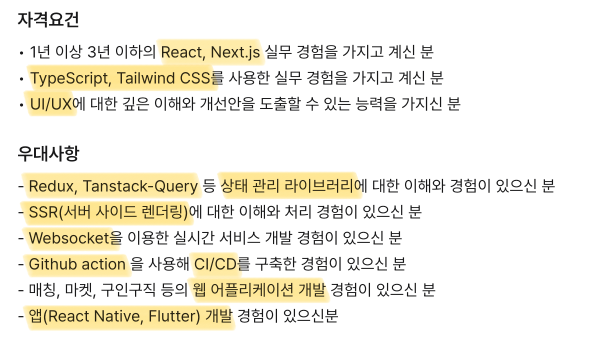 자격요건
• 1년 이상 3년 이하의 React, Next.js 실무 경험을 가지고 계신 분
• TypeScript, Tailwind CSS를 사용한 실무 경험을 가지고 계신 분
• UI/UX에 대한 깊은 이해와 개선안을 도출할 수 있는 능력을 가지신 분
우대사항
- Redux, Tanstack-Query 등 상태 관리 라이브러리에 대한 이해와 경험이 있으신 분
- SSR(서버 사이드 렌더링)에 대한 이해와 처리 경험이 있으신 분
- Websocket을 이용한 실시간 서비스 개발 경험이 있으신 분
- Github action 을 사용해 CI/CD를 구축한 경험이 있으신 분
- 매칭, 마켓, 구인구직 등의 웹 어플리케이션 개발 경험이 있으신 분
- 앱(React Native, Flutter) 개발 경험이 있으신분